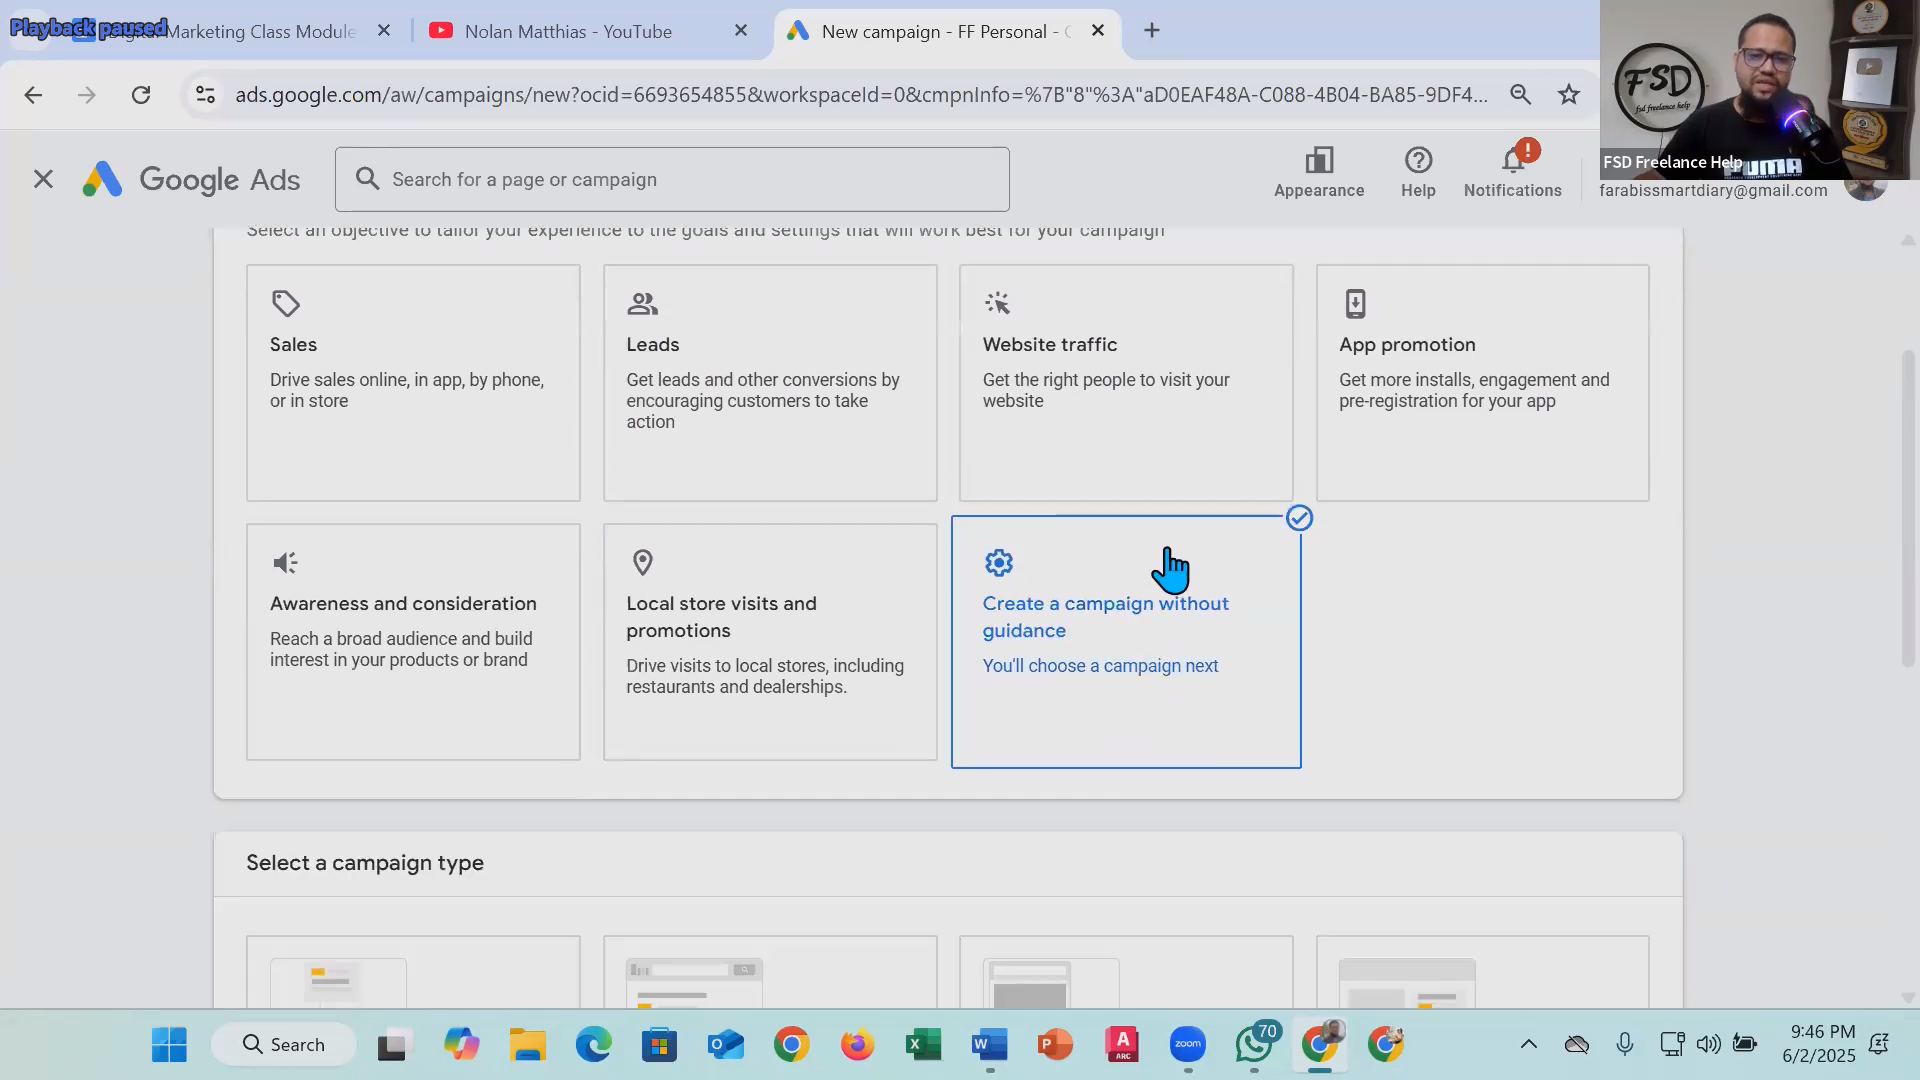 Playback paused
Digital Marketing Class Module
Nolan Matthias - YouTube
New campaign - FF Personal -
ads.google.com/aw/campaigns/new?ocid=6693654855&workspaceId=0&cmpnInfo=%7B"8"%3A"aD0EAF48A-C088-4B04-BA85-9DF4...
FSD
fsd freelance help
FSD Freelance Help
PUMA
Google Ads
Search for a page or campaign
Appearance
Help
Notifications
farabissmartdiary@gmail.com
Select an objective to tailor your experience to the goals and settings that will work best for your campaign
Sales
Drive sales online, in app, by phone,
or in store
Leads
Get leads and other conversions by
encouraging customers to take
action
Website traffic
Get the right people to visit your
website
App promotion
Get more installs, engagement and
pre-registration for your app
Awareness and consideration
Reach a broad audience and build
interest in your products or brand
Local store visits and
promotions
Drive visits to local stores, including
restaurants and dealerships.
Create a campaign without
guidance
You'll choose a campaign next
Select a campaign type
Search
A
ARC
zoom
70
9:46 PM
6/2/2025